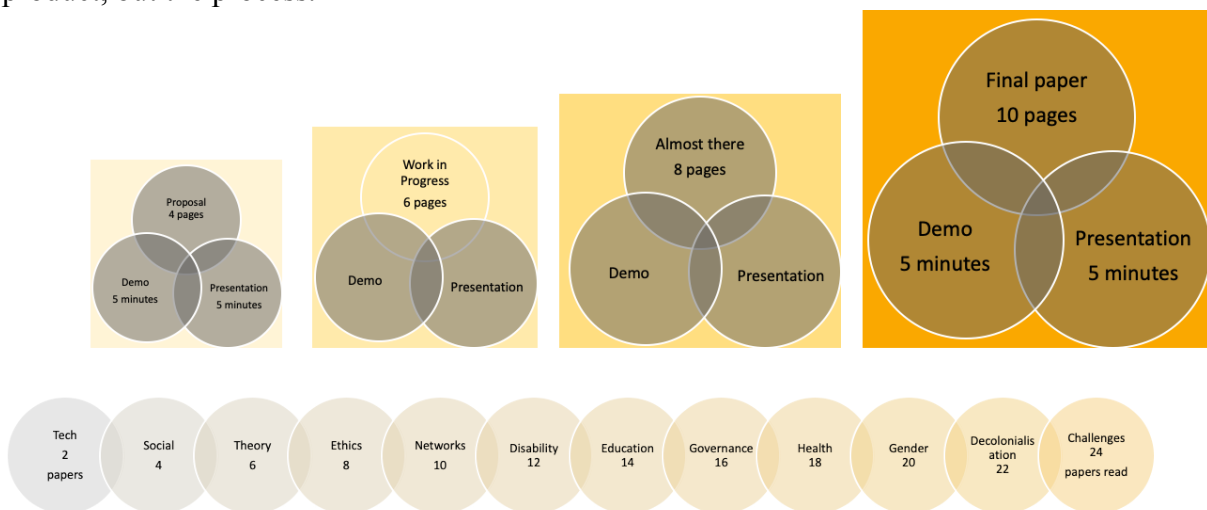 product, but the process.
Proposal
4 pages
Demo
5 minutes
Presentation
5 minutes
Work in
Progress
6 pages
Demo
Presentation
Almost there
8 pages
Demo
Presentation
Final paper
10 pages
Demo
5 minutes
Presentation
5 minutes
Tech
2
papers
Social
4
Theory
6
Ethics
8
Networks
10
Disability
12
Education
14
Governance
16
Health
18
Gender
20
Decolonialis
ation
22
Challenges
24
papers read